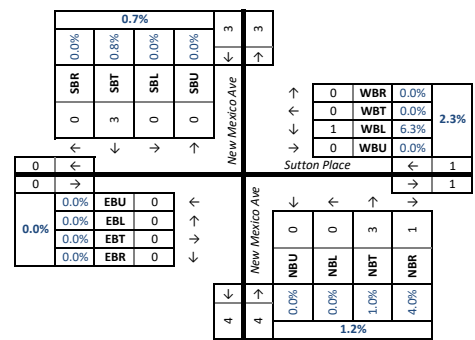 0.7%
3 3
0.0% 0.8% 0.0% 0.0%
↓ ↑
SBR SBT SBL SBU
New Mexico Ave
0 3 0 0
↑ 0 WBR 0.0%
← 0 WBT 0.0%
↓ 1 WBL 6.3%
→ 0 WBU 0.0%
2.3%
← ↓ → ↑
Sutton Place
0 ← ← 1
0 → → 1
0.0%
0.0% EBU 0 ←
0.0% EBL 0 ↑
0.0% EBT 0 →
0.0% EBR 0 ↓
New Mexico Ave
↓ ← ↑ →
0 0 3 1
NBU NBL NBT NBR
↓ ↑
0.0% 0.0% 1.0% 4.0%
4 4
1.2%